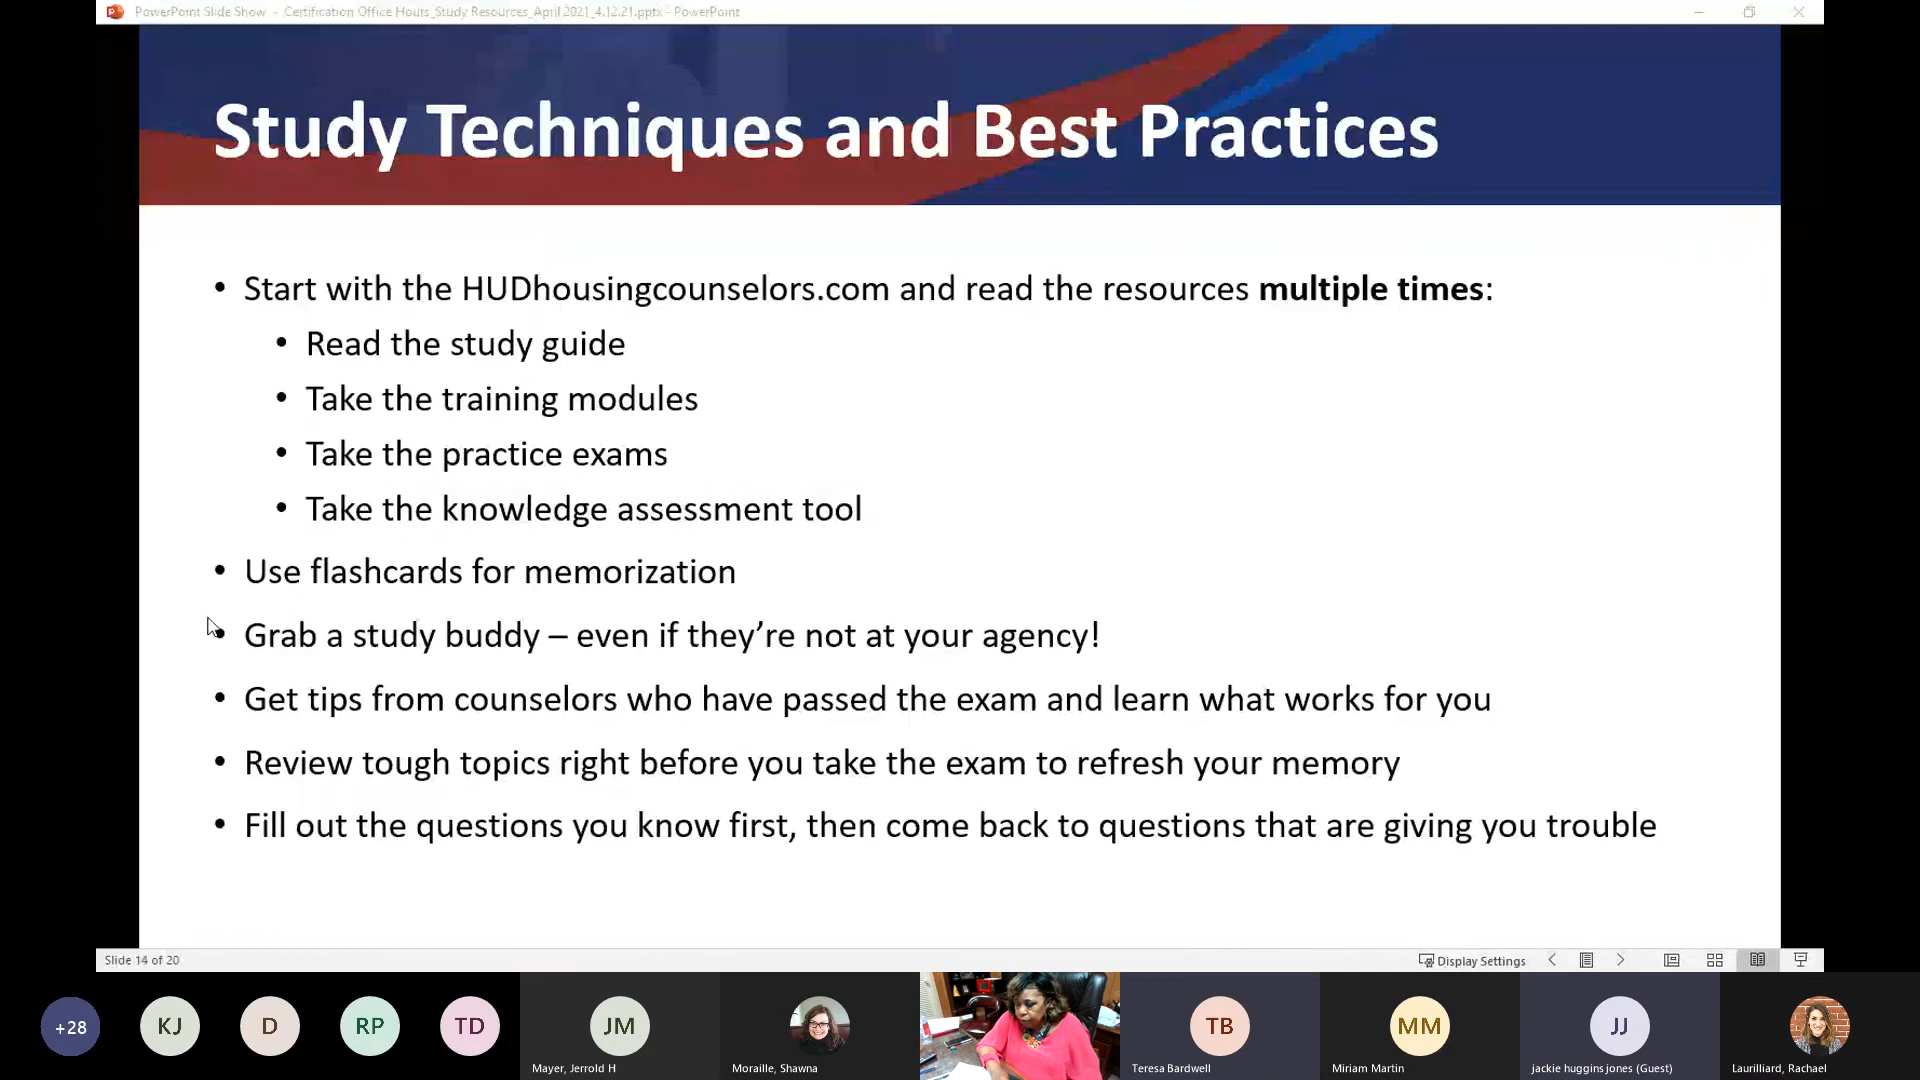 PowerPoint Slide Show - Certification Office Hours_Study Resources_April 2021_4.12.21.pptx - PowerPoint
Study Techniques and Best Practices
• Start with the HUDhousingcounselors.com and read the resources multiple times:
• Read the study guide
• Take the training modules
• Take the practice exams
• Take the knowledge assessment tool
• Use flashcards for memorization
• Grab a study buddy – even if they’re not at your agency!
• Get tips from counselors who have passed the exam and learn what works for you
• Review tough topics right before you take the exam to refresh your memory
• Fill out the questions you know first, then come back to questions that are giving you trouble
Slide 14 of 20
Display Settings
+28
KJ
D
RP
TD
JM
TB
MM
JJ
Mayer, Jerrold H
Moraille, Shawna
Teresa Bardwell
Miriam Martin
jackie huggins jones (Guest)
Laurilliard, Rachael